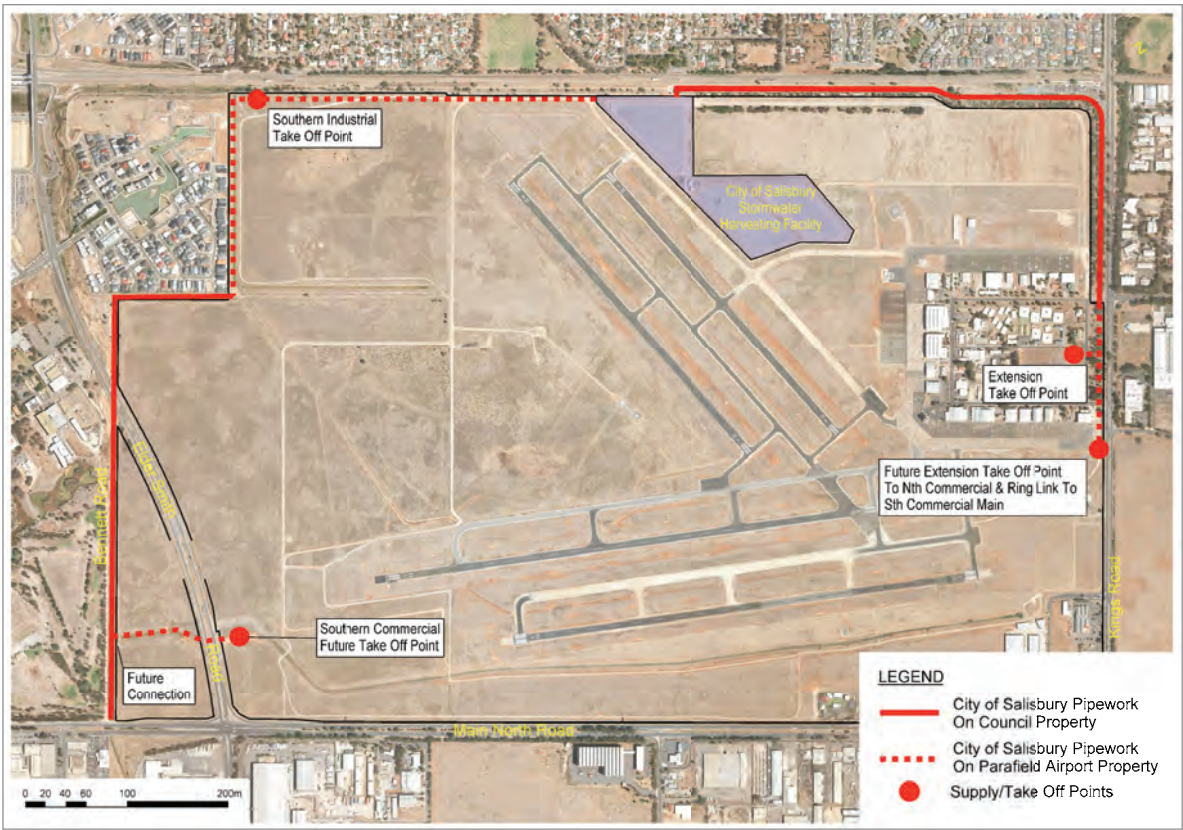 Southern Industrial
Take Off Point
City of Salisbury
Stormwater
Harvesting Facility
Extension
Take Off Point
Future Extension Take Off Point
To Nth Commercial & Ring Link To
Sth Commercial Main
Elder Smith
Road
Bennett Road
Kings Road
Southern Commercial
Future Take Off Point
Future
Connection
Main North Road
LEGEND
City of Salisbury Pipework
On Council Property
City of Salisbury Pipework
On Parafield Airport Property
Supply/Take Off Points
0 20 40 60 100 200m